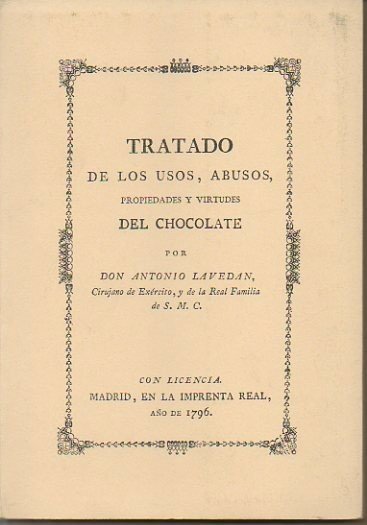 TRATADO
DE LOS USOS, ABUSOS,
PROPIEDADES Y VIRTUDES
DEL CHOCOLATE
POR
DON ANTONIO LAVEDAN,
Cirujano de Exército, y de la Real Familia
de S. M. C.
CON LICENCIA.
MADRID, EN LA IMPRENTA REAL,
AÑO DE 1796.